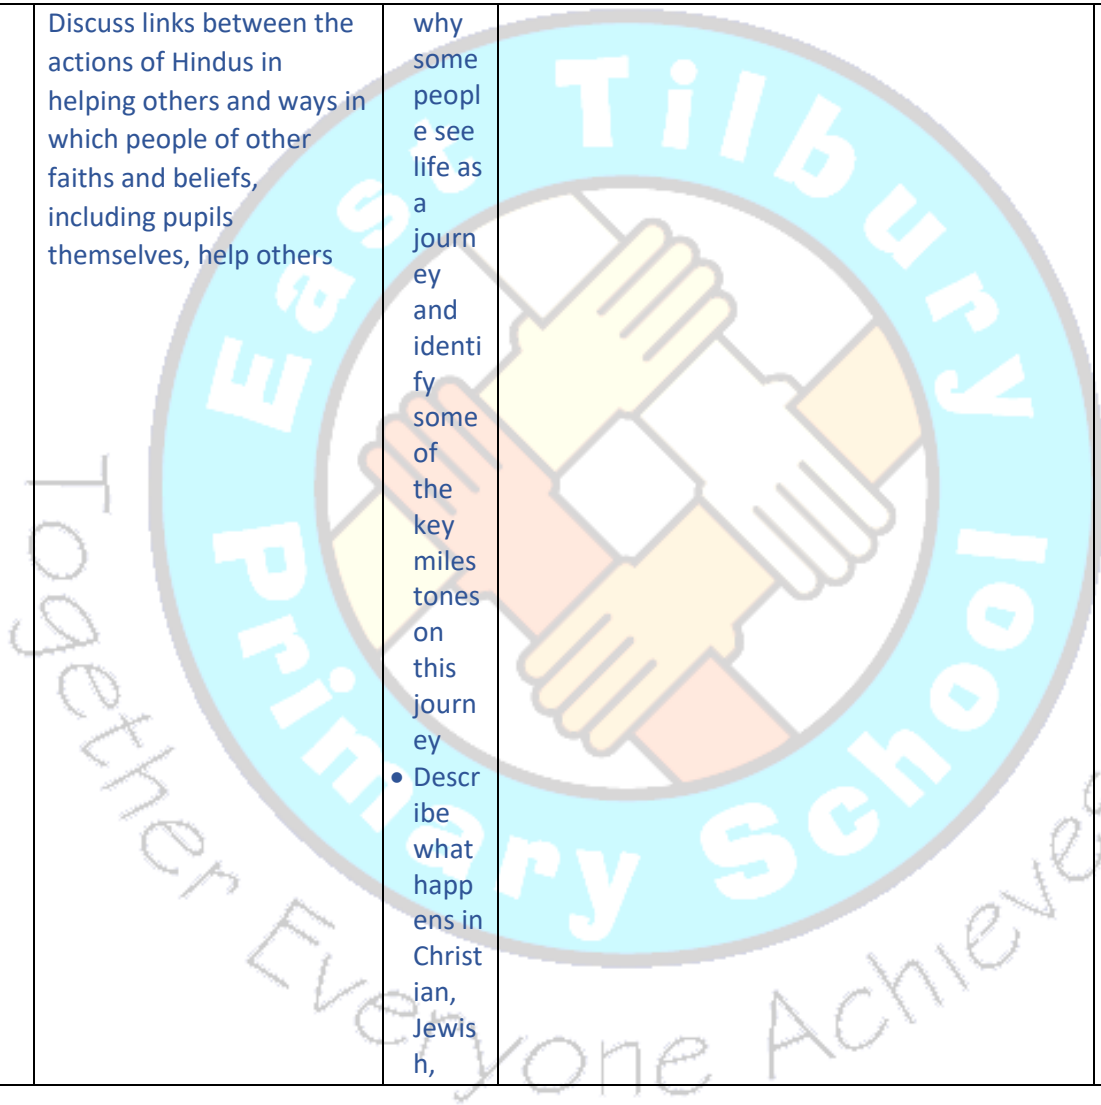 Discuss links between the
actions of Hindus in
helping others and ways in
which people of other
faiths and beliefs,
including pupils
themselves, help others
why
some
peopl
e see
life as
a
journ
ey
and
identi
fy
some
of
the
key
miles
tones
on
this
journ
ey
• Descr
ibe
what
happ
ens in
Christ
ian,
Jewis
h,
East Tilbury
Primary School
Together Everyone Achieves